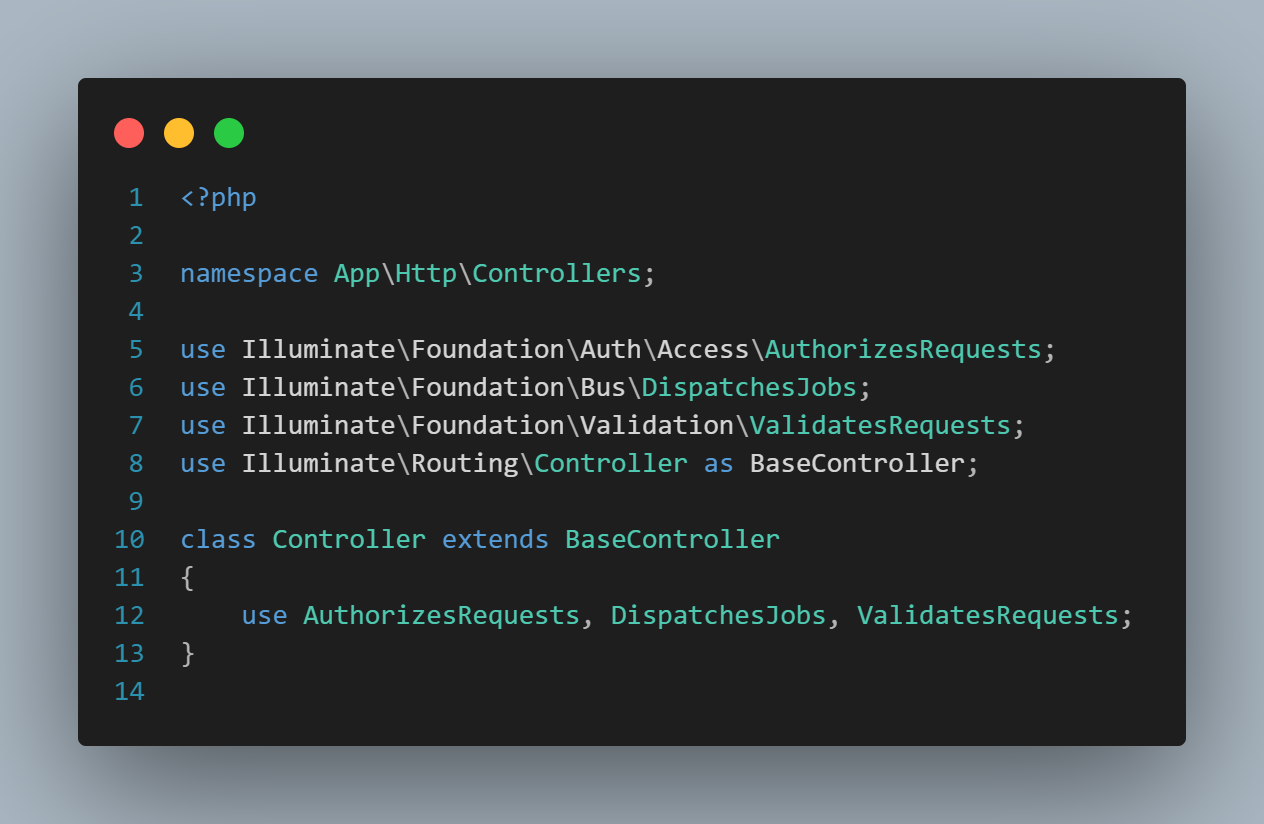 1 <?php
2
3 namespace App\Http\Controllers;
4
5 use Illuminate\Foundation\Auth\Access\AuthorizesRequests;
6 use Illuminate\Foundation\Bus\DispatchesJobs;
7 use Illuminate\Foundation\Validation\ValidatesRequests;
8 use Illuminate\Routing\Controller as BaseController;
9
10 class Controller extends BaseController
11 {
12     use AuthorizesRequests, DispatchesJobs, ValidatesRequests;
13 }
14